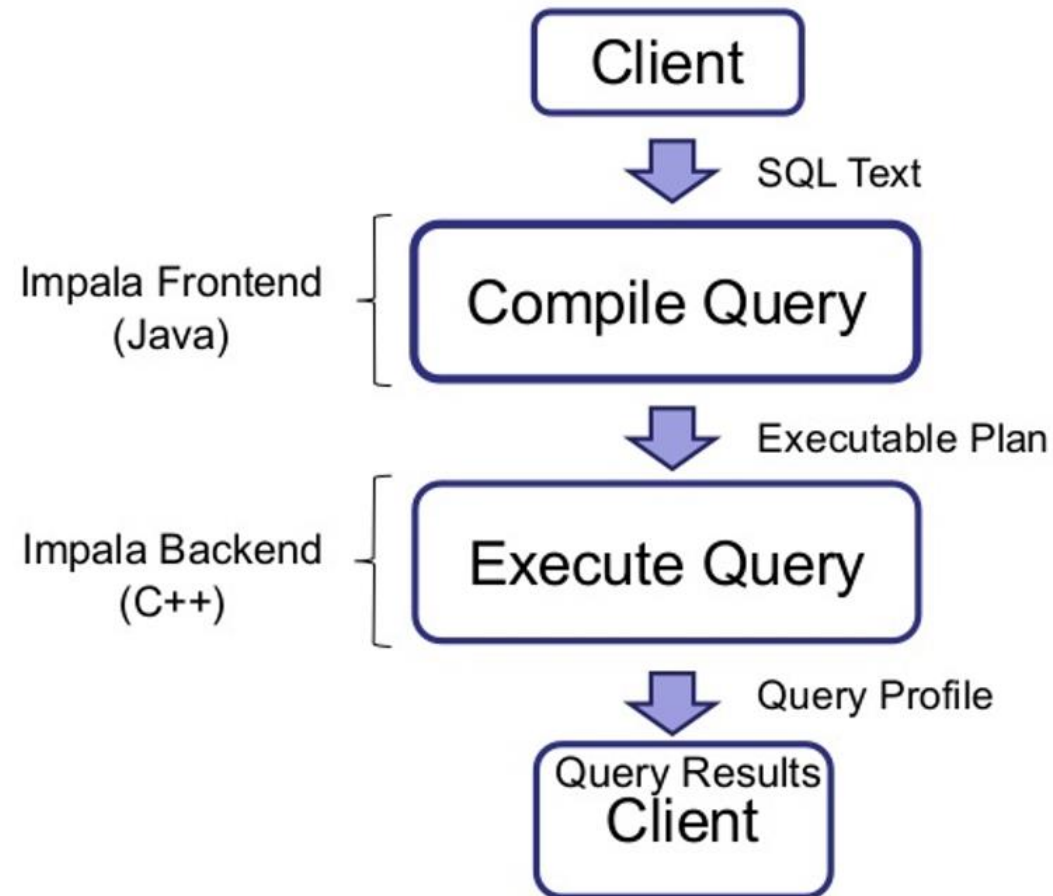 Client
SQL Text
Impala Frontend
(Java)
Compile Query
Executable Plan
Impala Backend
(C++)
Execute Query
Query Profile
Query Results
Client